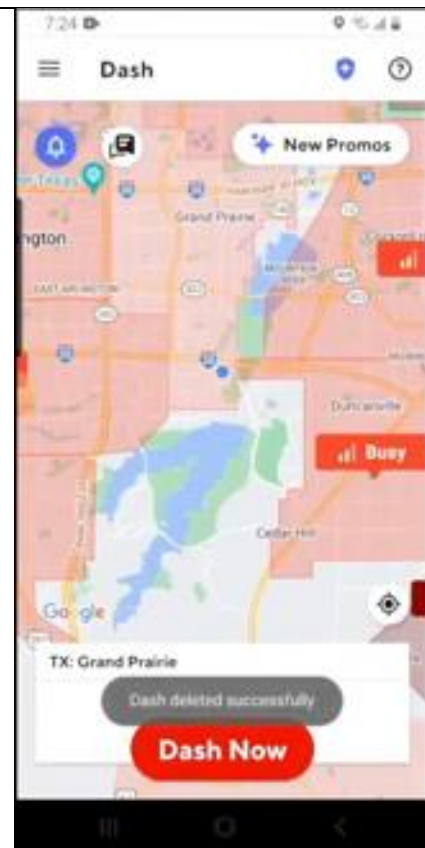 7:24
Dash
New Promos
Grand Prairie
ngton
EAST ARLINGTON
Duncanville
Busy
Cedar Hill
Google
TX: Grand Prairie
Dash deleted successfully
Dash Now